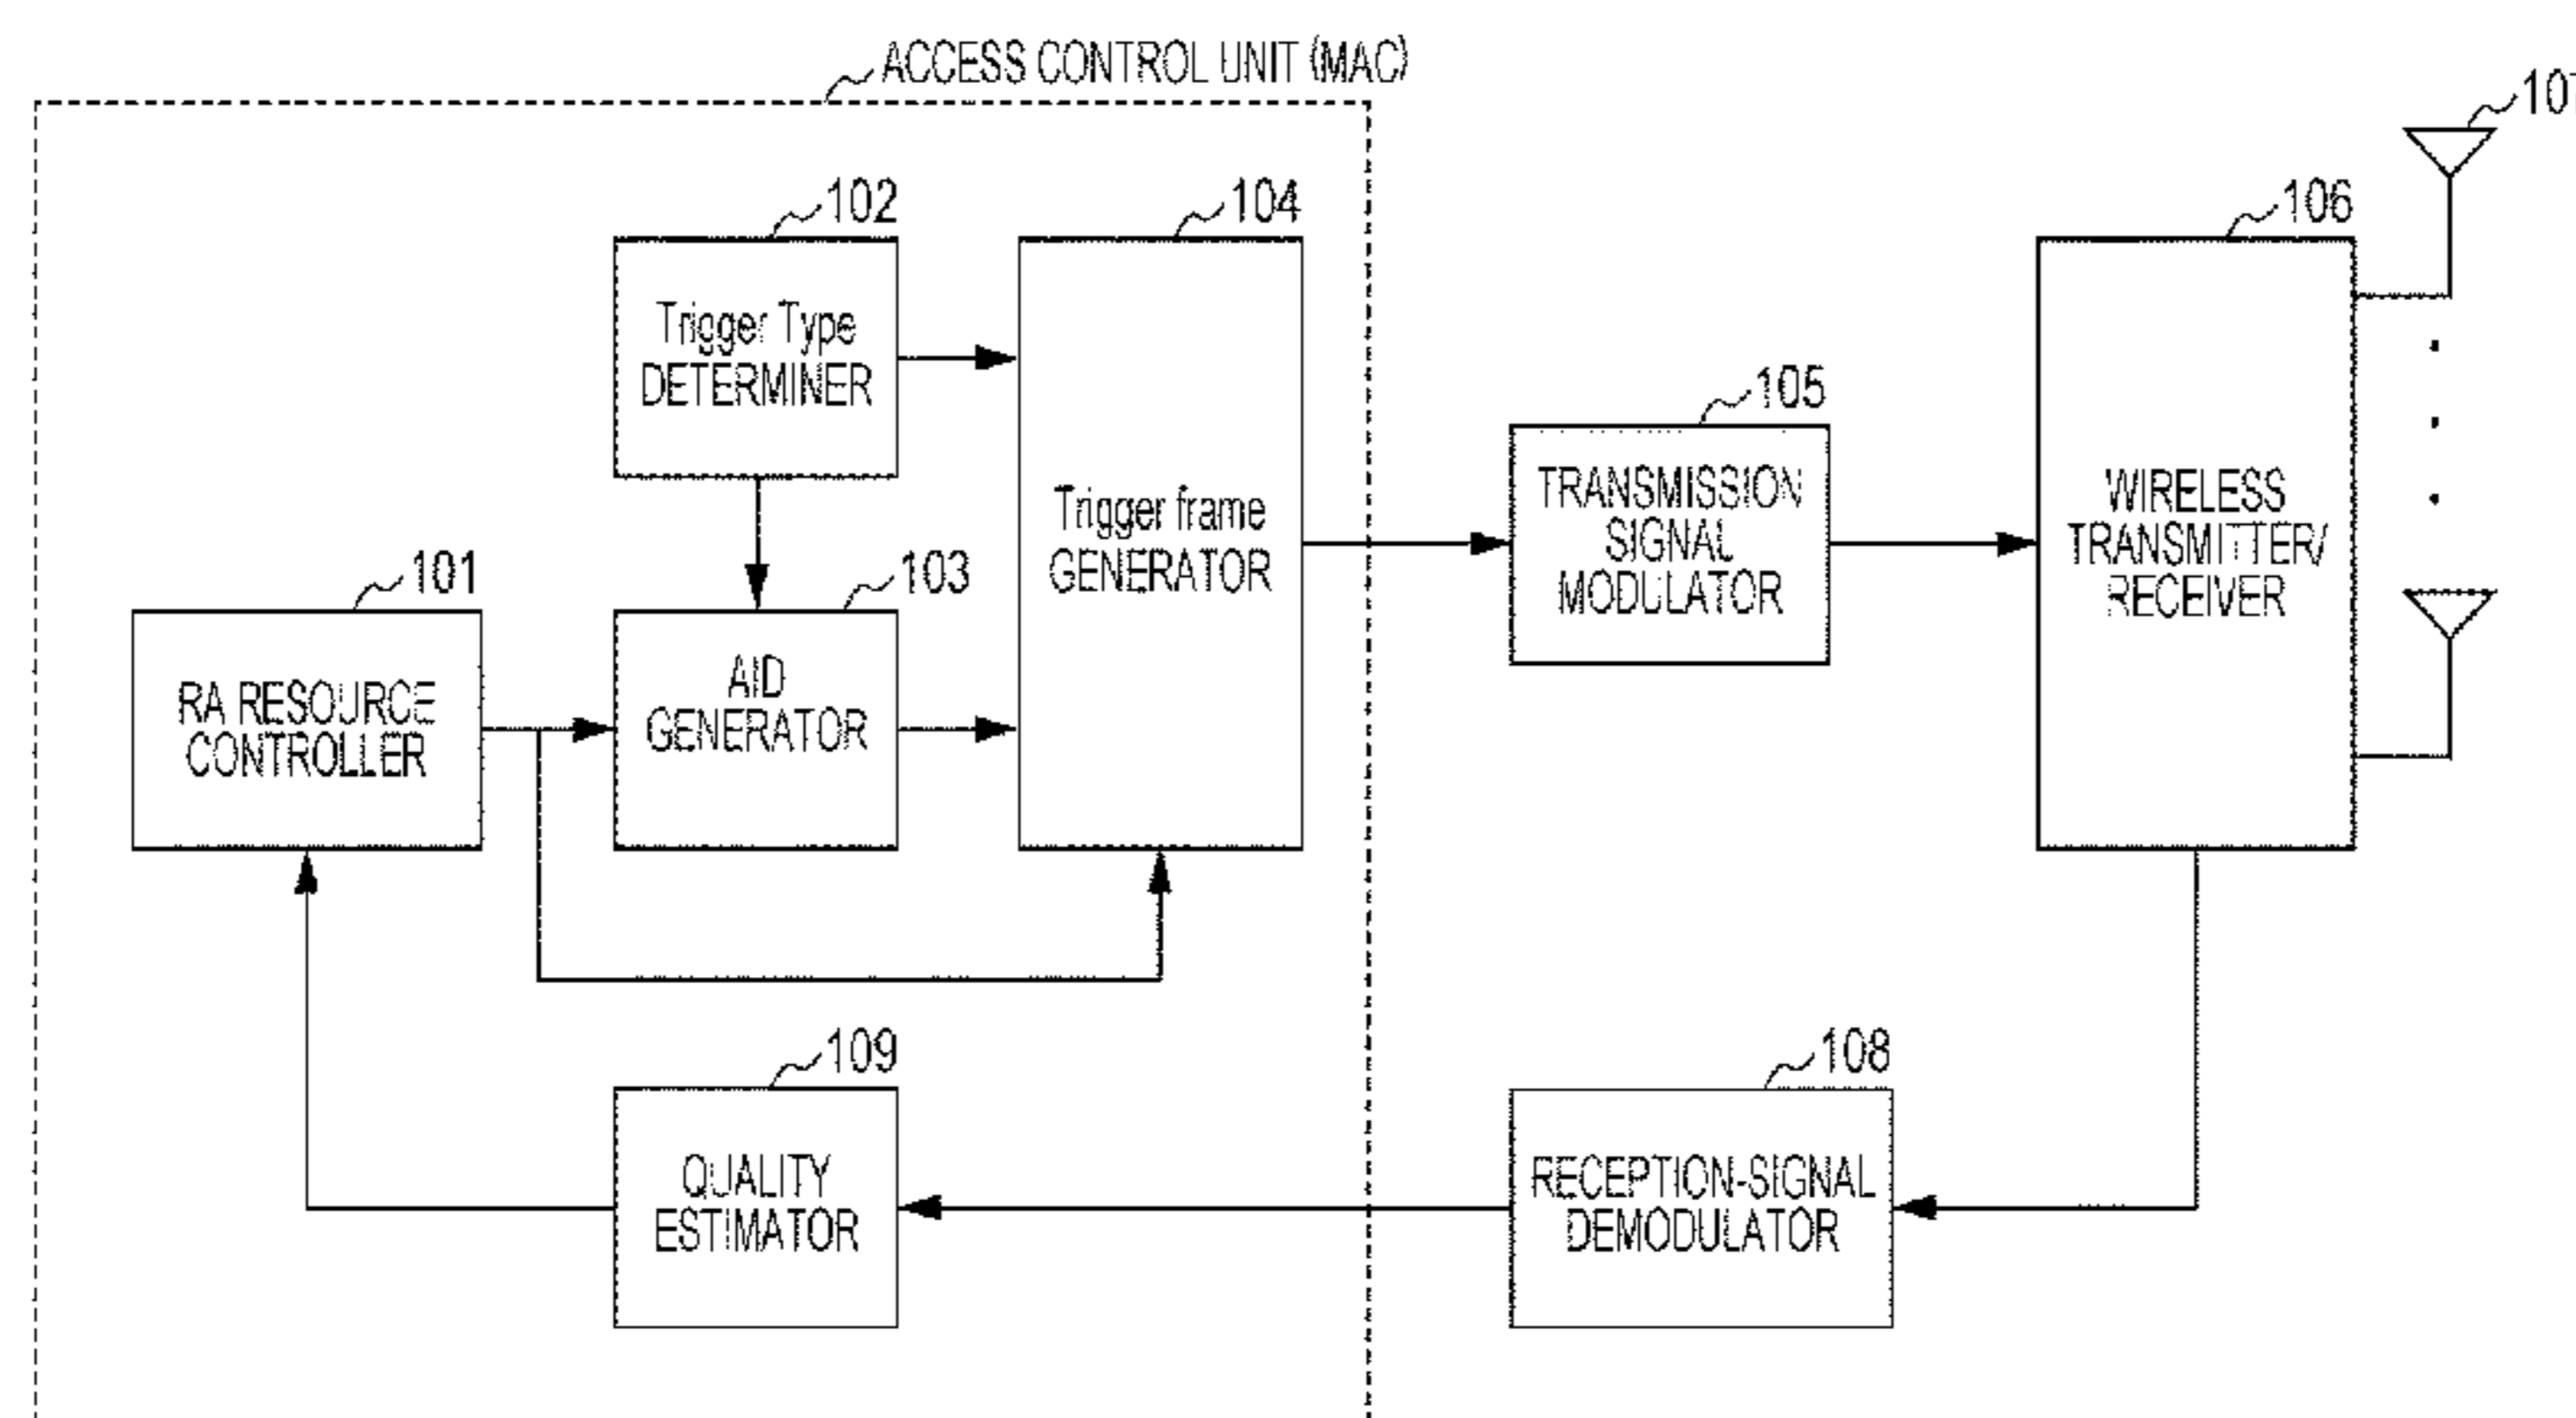 ACCESS CONTROL UNIT (MAC)
102
104
106
Trigger Type
DETERMINER
105
Trigger frame
GENERATOR
TRANSMISSION
SIGNAL
MODULATOR
WIRELESS
TRANSMITTER/
RECEIVER
101
103
RA RESOURCE
CONTROLLER
AID
GENERATOR
109
108
QUALITY
ESTIMATOR
RECEPTION-SIGNAL
DEMODULATOR